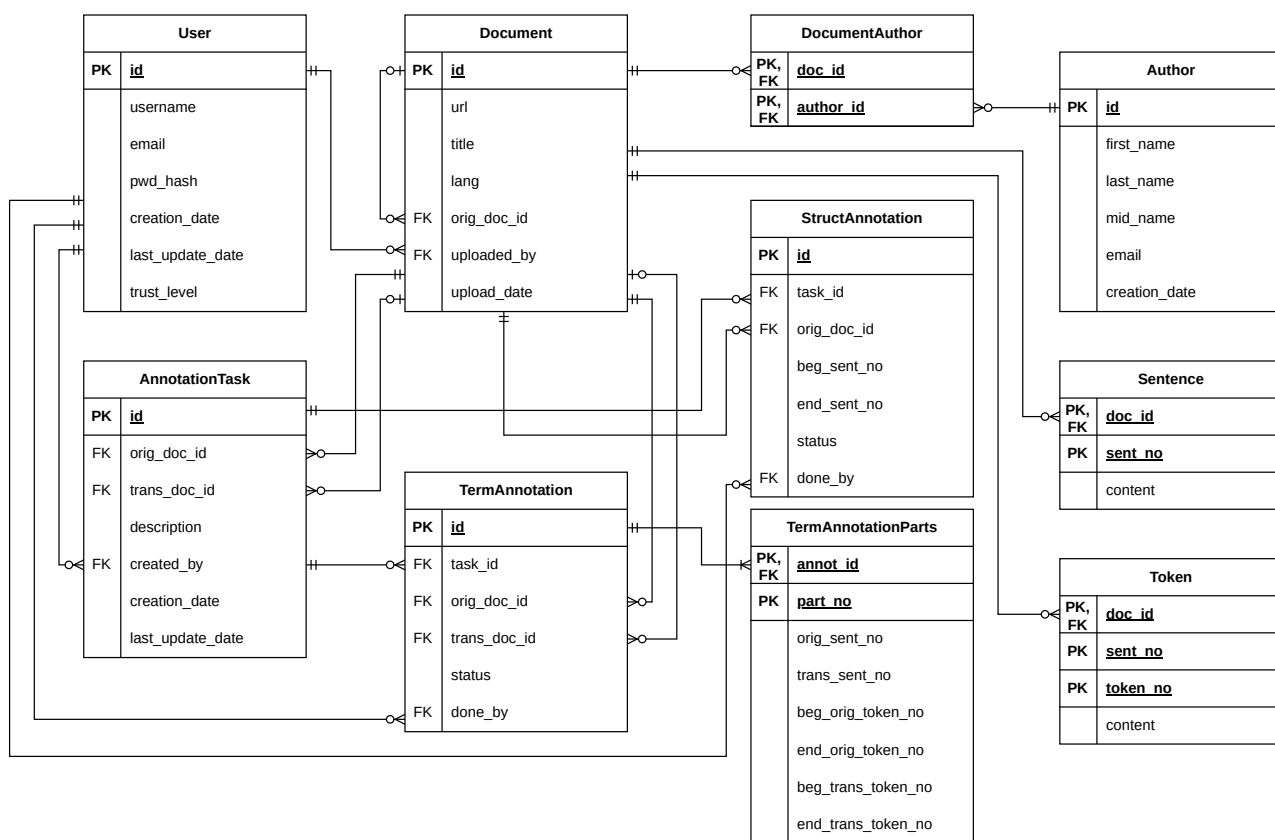 User
PK id
username
email
pwd_hash
creation_date
last_update_date
trust_level
Document
PK id
url
title
lang
FK orig_doc_id
FK uploaded_by
upload_date
DocumentAuthor
PK,
FK doc_id
PK,
FK author_id
Author
PK id
first_name
last_name
mid_name
email
creation_date
StructAnnotation
PK id
FK task_id
FK orig_doc_id
beg_sent_no
end_sent_no
status
FK done_by
AnnotationTask
PK id
FK orig_doc_id
FK trans_doc_id
description
FK created_by
creation_date
last_update_date
TermAnnotation
PK id
FK task_id
FK orig_doc_id
FK trans_doc_id
status
FK done_by
TermAnnotationParts
PK,
FK annot_id
PK part_no
orig_sent_no
trans_sent_no
beg_orig_token_no
end_orig_token_no
beg_trans_token_no
end_trans_token_no
Sentence
PK,
FK doc_id
PK sent_no
content
Token
PK,
FK doc_id
PK sent_no
PK token_no
content